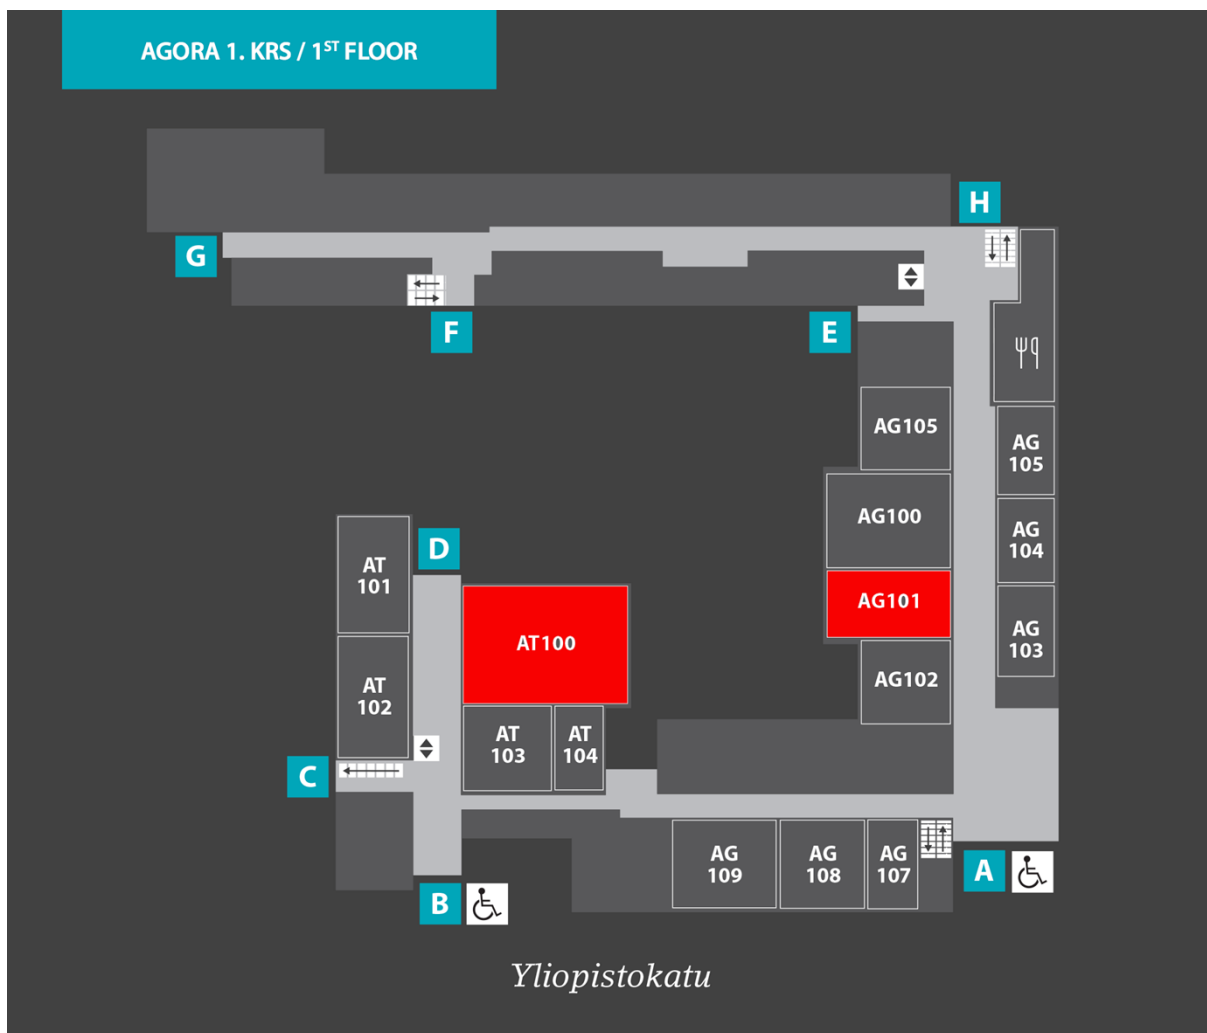 AGORA 1. KRS / 1ST FLOOR
H
G
F
E
AG105
AG
105
AG100
AG
104
D
AT
101
AG101
AG
103
AT100
AG102
AT
102
AT
103
AT
104
C
AG
109
AG
108
AG
107
A
B
Yliopistokatu